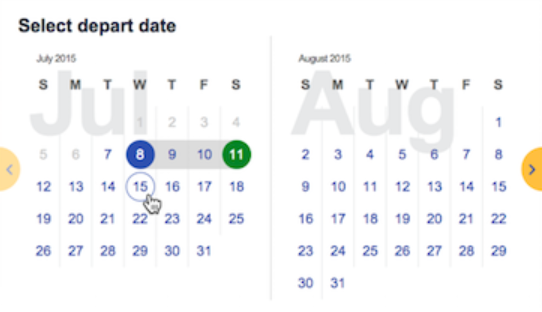 Select depart date
July 2015
Jul
S M T W T F S
1 2 3 4
5 6 7 8 9 10 11
12 13 14 15 16 17 18
19 20 21 22 23 24 25
26 27 28 29 30 31
August 2015
Aug
S M T W T F S
1
2 3 4 5 6 7 8
9 10 11 12 13 14 15
16 17 18 19 20 21 22
23 24 25 26 27 28 29
30 31